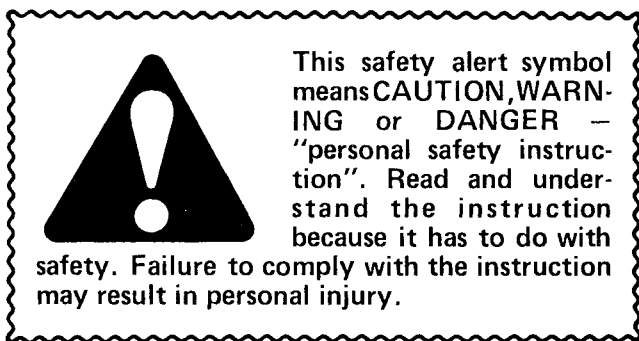 This safety alert symbol
means CAUTION, WARN-
ING or DANGER —
"personal safety instruc-
tion". Read and under-
stand the instruction
because it has to do with
safety. Failure to comply with the instruction
may result in personal injury.